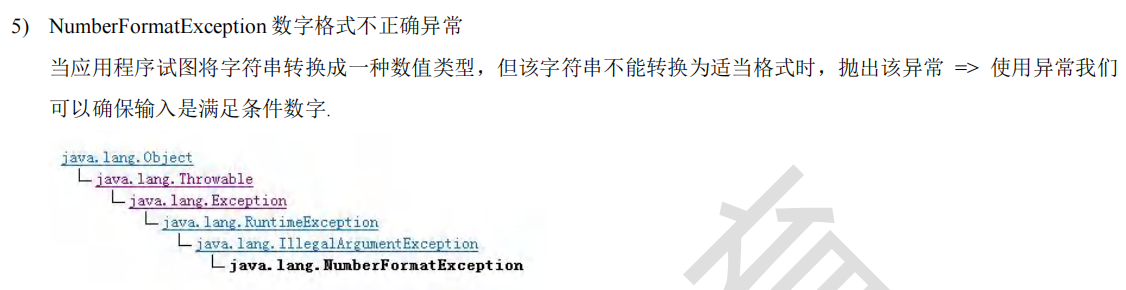 5) NumberFormatException 数字格式不正确异常
当应用程序试图将字符串转换成一种数值类型，但该字符串不能转换为适当格式时，抛出该异常 => 使用异常我们
可以确保输入是满足条件数字.
java.lang.Object
java.lang.Throwable
java.lang.Exception
java.lang.RuntimeException
java.lang.IllegalArgumentException
java.lang.NumberFormatException